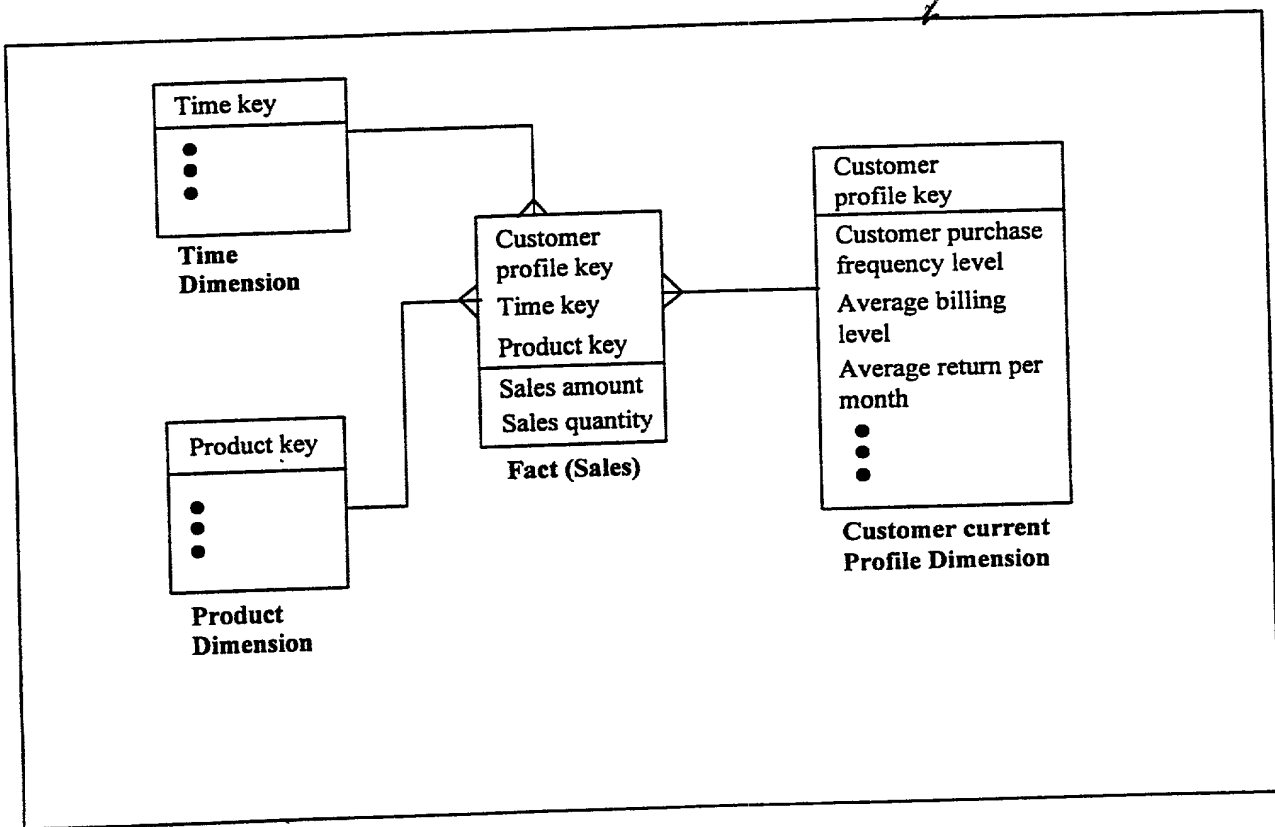 Time key
Time
Dimension
Customer
profile key
Time key
Product key
Sales amount
Sales quantity
Fact (Sales)
Customer
profile key
Customer purchase
frequency level
Average billing
level
Average return per
month
Customer current
Profile Dimension
Product key
Product
Dimension